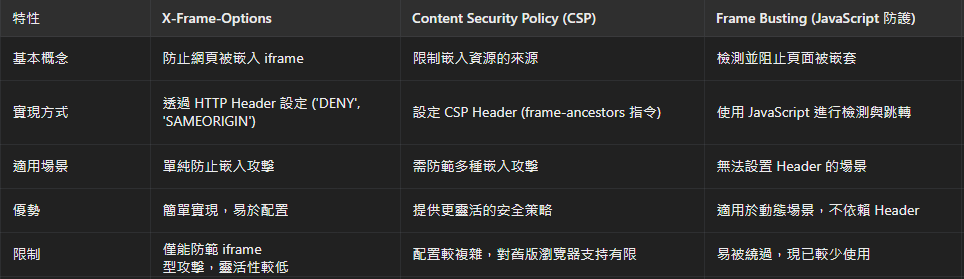 特性 X-Frame-Options Content Security Policy (CSP) Frame Busting (JavaScript 防護)
基本概念 防止網頁被嵌入 iframe 限制嵌入資源的來源 檢測並阻止頁面被嵌套
實現方式 透過 HTTP Header 設定 ('DENY', 'SAMEORIGIN') 設定 CSP Header (frame-ancestors 指令) 使用 JavaScript 進行檢測與跳轉
適用場景 單純防止嵌入攻擊 需防範多種嵌入攻擊 無法設置 Header 的場景
優勢 簡單實現，易於配置 提供更靈活的安全策略 適用於動態場景，不依賴 Header
限制 僅能防範 iframe 型攻擊，靈活性較低 配置較複雜，對舊版瀏覽器支持有限 易被繞過，現已較少使用